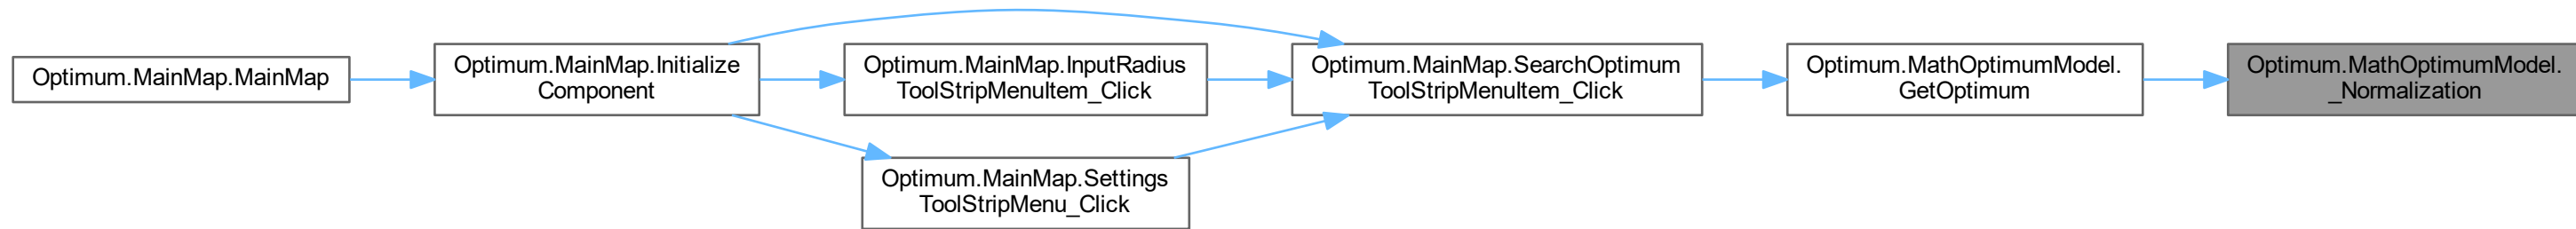 Optimum.MainMap.MainMap
Optimum.MainMap.Initialize
Component
Optimum.MainMap.InputRadius
ToolStripMenuItem_Click
Optimum.MainMap.Settings
ToolStripMenu_Click
Optimum.MainMap.SearchOptimum
ToolStripMenuItem_Click
Optimum.MathOptimumModel.
GetOptimum
Optimum.MathOptimumModel.
_Normalization